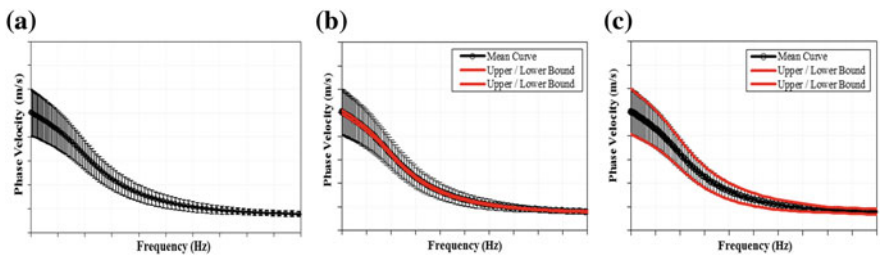 (a)
Phase Velocity (m/s)
Frequency (Hz)
(b)
Mean Curve
Upper / Lower Bound
Upper / Lower Bound
Phase Velocity (m/s)
Frequency (Hz)
(c)
Mean Curve
Upper / Lower Bound
Upper / Lower Bound
Phase Velocity (m/s)
Frequency (Hz)